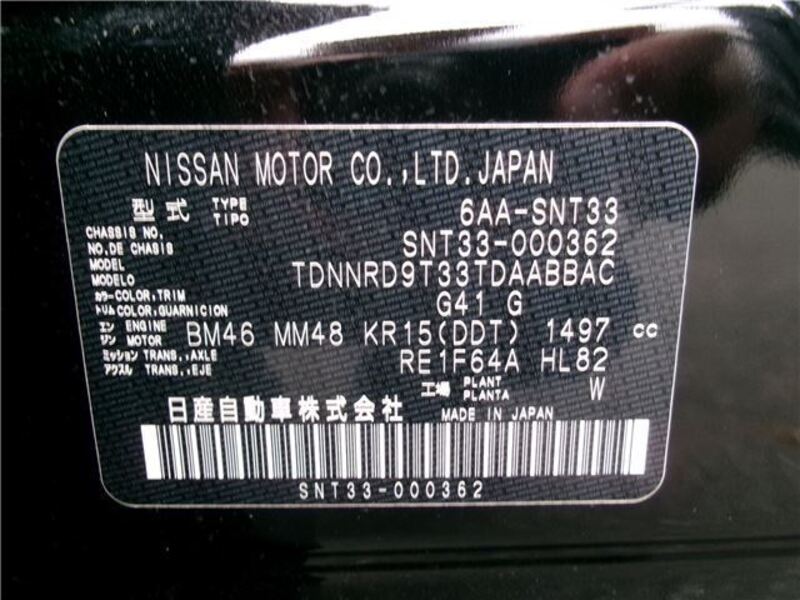 NISSAN MOTOR CO.,LTD.JAPAN
型式 TYPE TIPO 6AA-SNT33
CHASSIS NO.
NO.DE CHASIS SNT33-000362
MODEL
MODELO TDNNRD9T33TDAABBAC
カラー COLOR,TRIM
トリム COLOR,GUARNICION G41 G
エン ENGINE
ジン MOTOR BM46 MM48 KR15(DDT) 1497 cc
ミッション TRANS.,AXLE
アクスル TRANS.,EJE RE1F64A HL82
工場 PLANT PLANTA W
日産自動車株式会社 MADE IN JAPAN
SNT33-000362